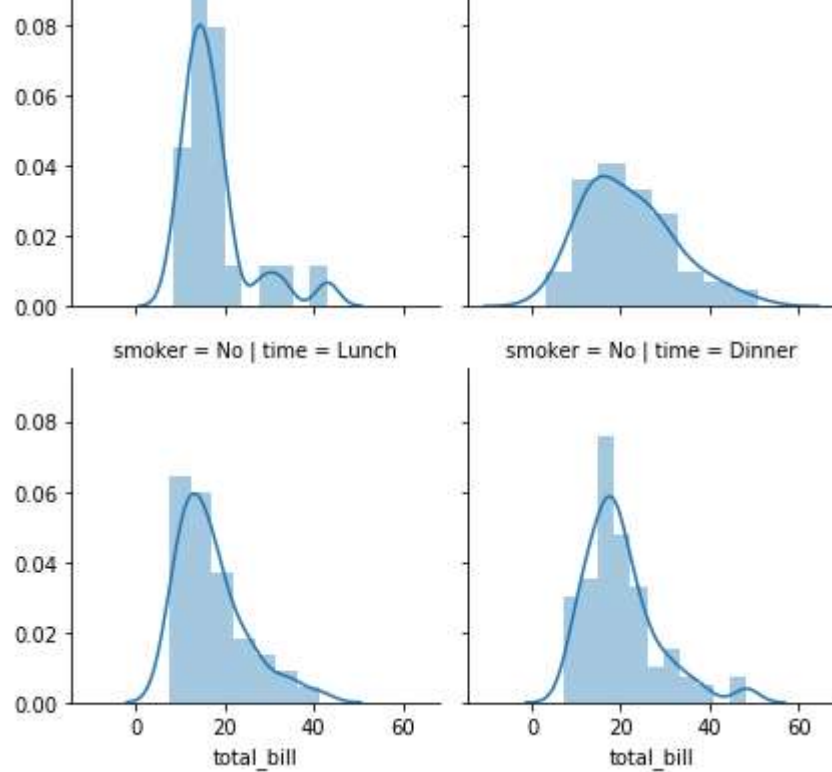 0.08
0.06
0.04
0.02
0.00
smoker = No | time = Lunch
smoker = No | time = Dinner
0.08
0.06
0.04
0.02
0.00
0 20 40 60
0 20 40 60
total_bill
total_bill